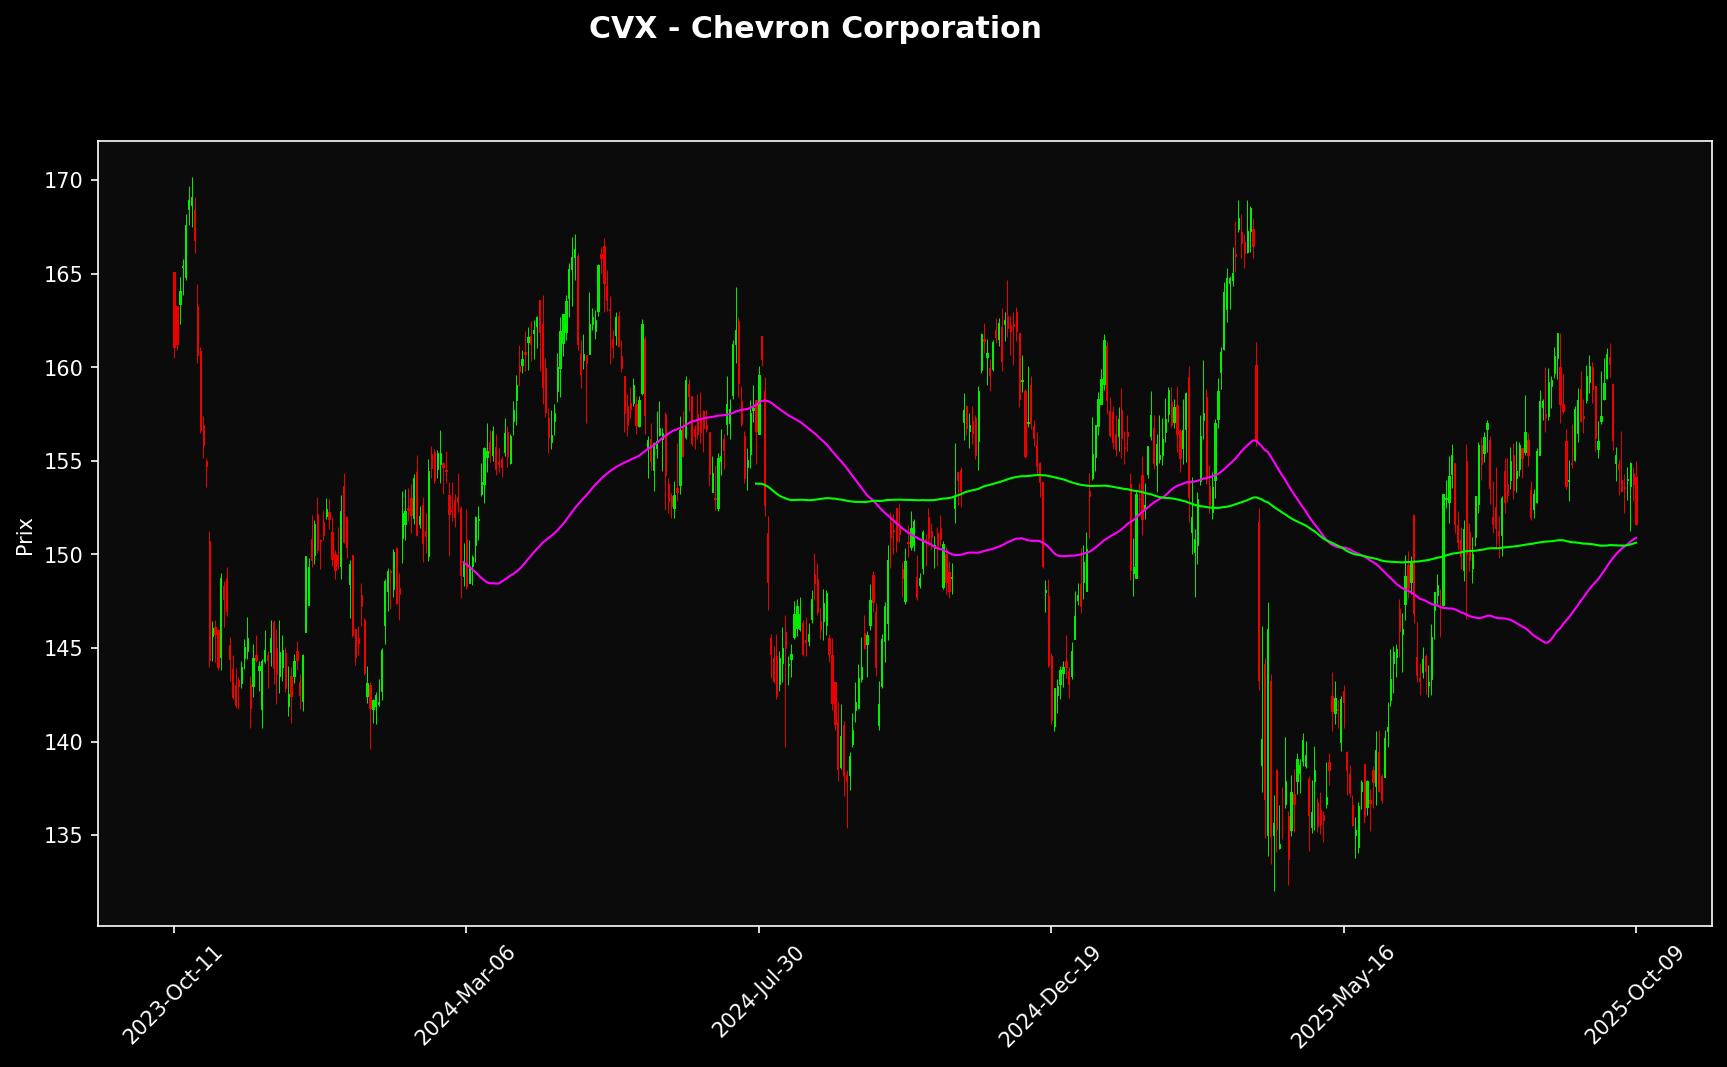 CVX - Chevron Corporation
Prix
170
165
160
155
150
145
140
135
2023-Oct-11
2024-Mar-06
2024-Jul-30
2024-Dec-19
2025-May-16
2025-Oct-09